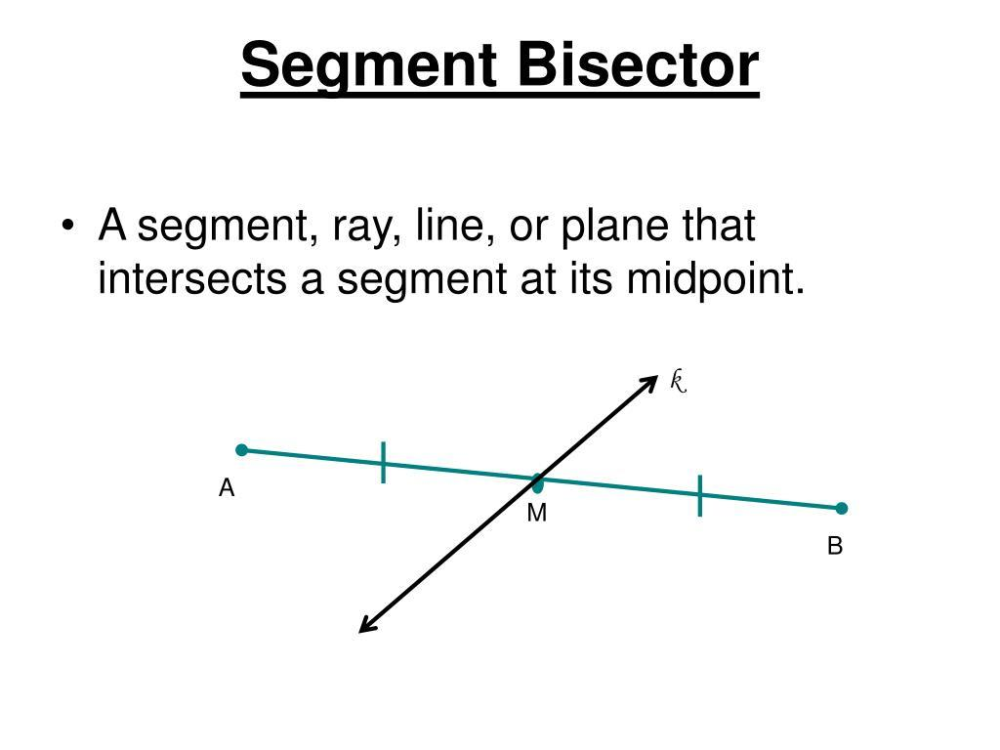 Segment Bisector
• A segment, ray, line, or plane that
intersects a segment at its midpoint.
k
A
M
B